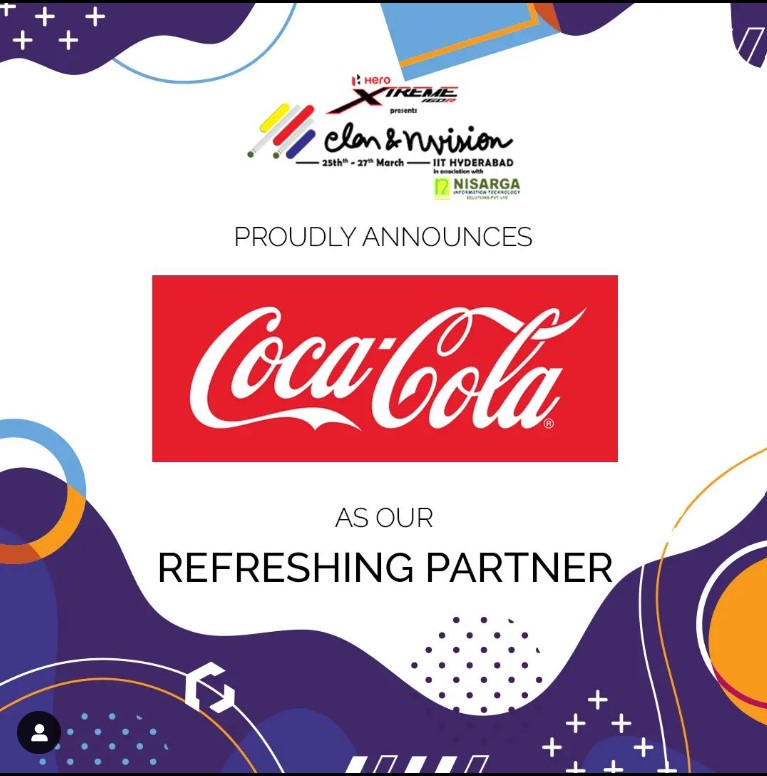 Hero
XTREME
160R
presents
elan & nvision
25thth - 27th March IIT HYDERABAD
in association with
NISARGA
INFORMATION TECHNOLOGY
SOLUTIONS PVT LTD
PROUDLY ANNOUNCES
Coca-Cola®
AS OUR
REFRESHING PARTNER